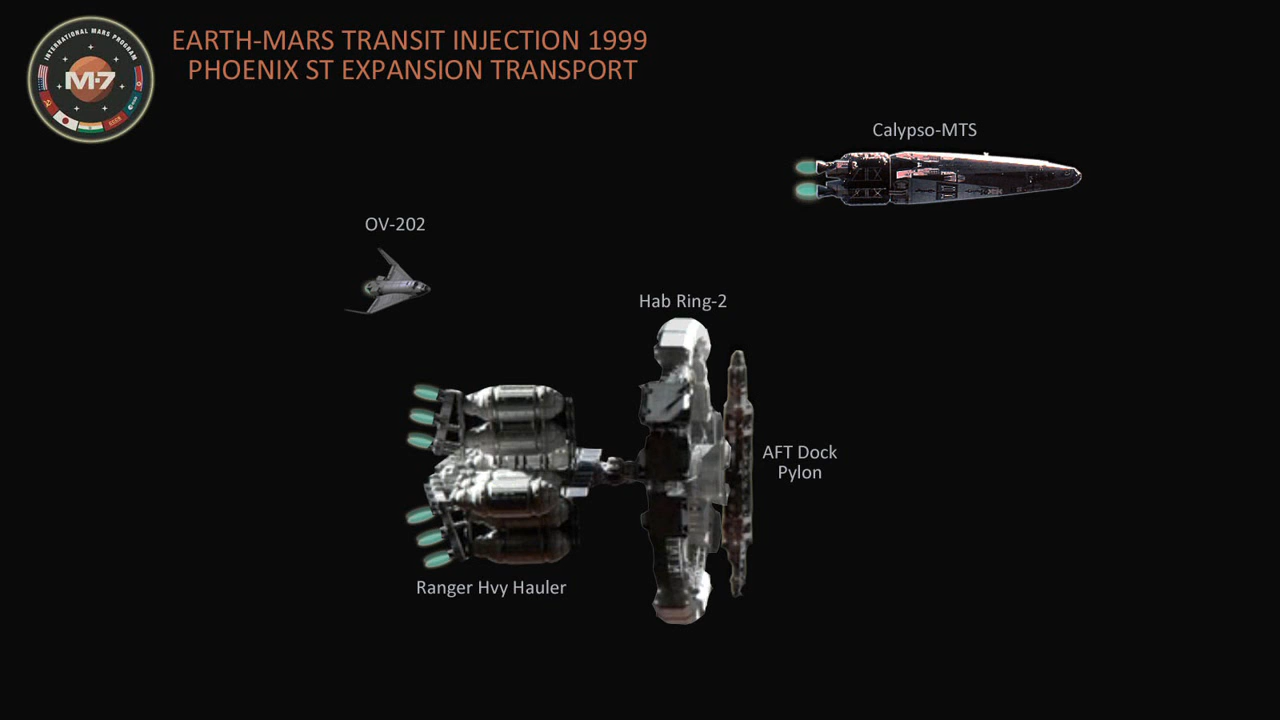 INTERNATIONAL MARS PROGRAM
M-7
EARTH-MARS TRANSIT INJECTION 1999
PHOENIX ST EXPANSION TRANSPORT
Calypso-MTS
OV-202
Hab Ring-2
AFT Dock
Pylon
Ranger Hvy Hauler